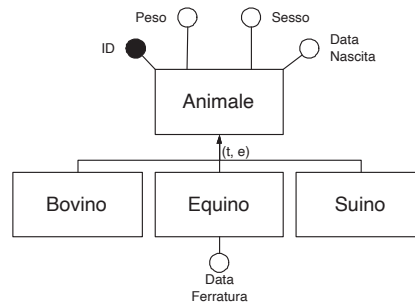 Peso
Sesso
ID
Data
Nascita
Animale
(t, e)
Bovino
Equino
Suino
Data
Ferratura